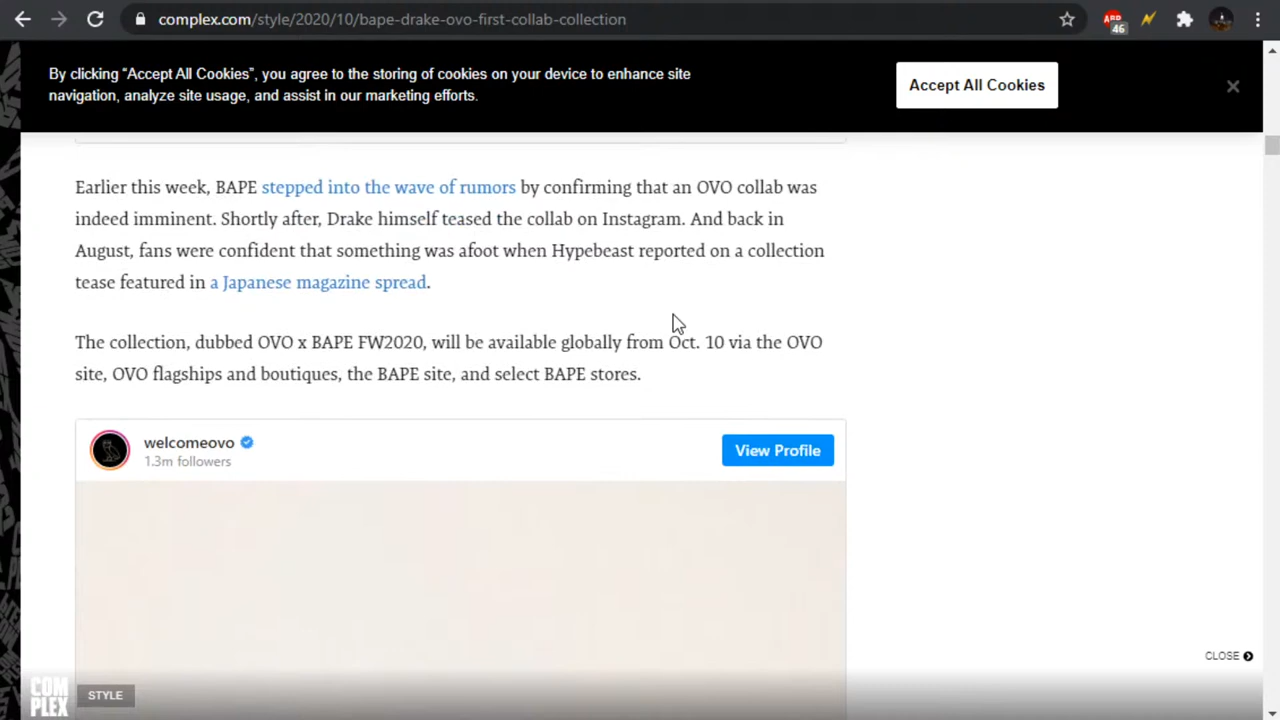 complex.com/style/2020/10/bape-drake-ovo-first-collab-collection
ABP
46
By clicking “Accept All Cookies”, you agree to the storing of cookies on your device to enhance site
navigation, analyze site usage, and assist in our marketing efforts.
Accept All Cookies
Earlier this week, BAPE stepped into the wave of rumors by confirming that an OVO collab was
indeed imminent. Shortly after, Drake himself teased the collab on Instagram. And back in
August, fans were confident that something was afoot when Hypebeast reported on a collection
tease featured in a Japanese magazine spread.
The collection, dubbed OVO x BAPE FW2020, will be available globally from Oct. 10 via the OVO
site, OVO flagships and boutiques, the BAPE site, and select BAPE stores.
welcomeovo
1.3m followers
View Profile
CLOSE
COM
PLEX
STYLE